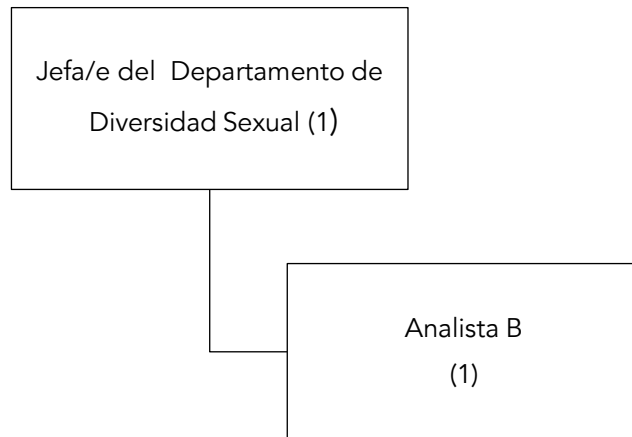 Jefa/e del  Departamento de
Diversidad Sexual (1)
Analista B
(1)